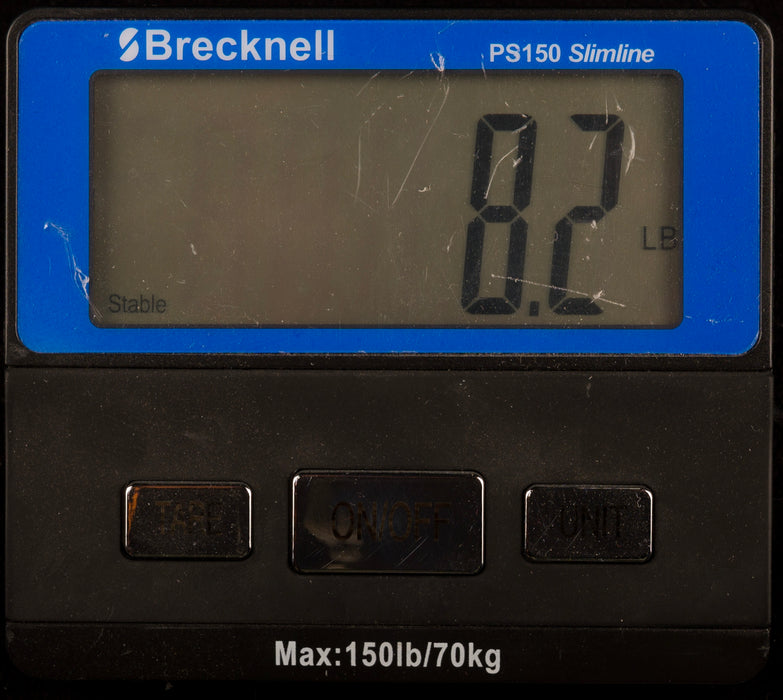 Brecknell
PS150 Slimline
8.2
LB
Stable
TARE ON/OFF UNIT
Max:150lb/70kg